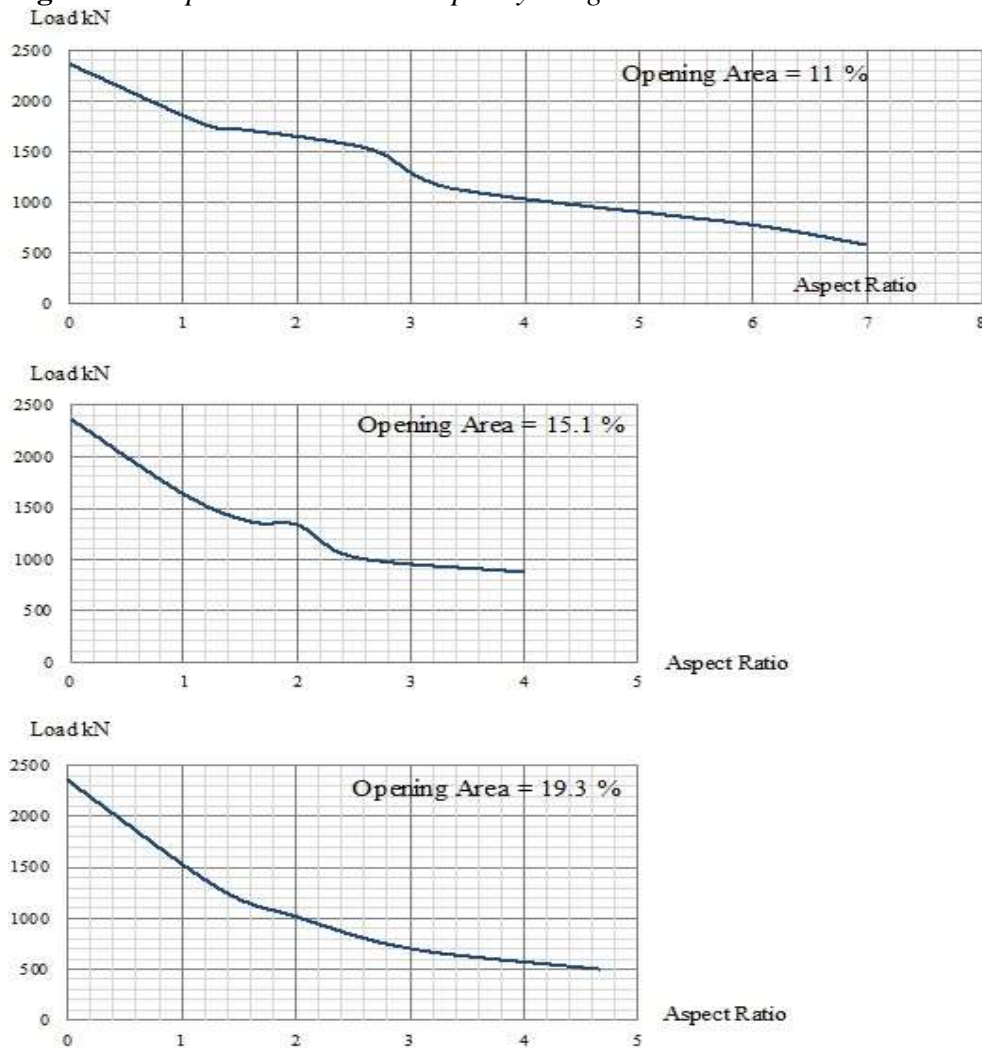 Load kN
2500
Opening Area = 11 %
2000
1500
1000
500
Aspect Ratio
0
0 1 2 3 4 5 6 7 8
Load kN
2500
Opening Area = 15.1 %
2000
1500
1000
500
0
Aspect Ratio
0 1 2 3 4 5
Load kN
2500
Opening Area = 19.3 %
2000
1500
1000
500
Aspect Ratio
0
0 1 2 3 4 5